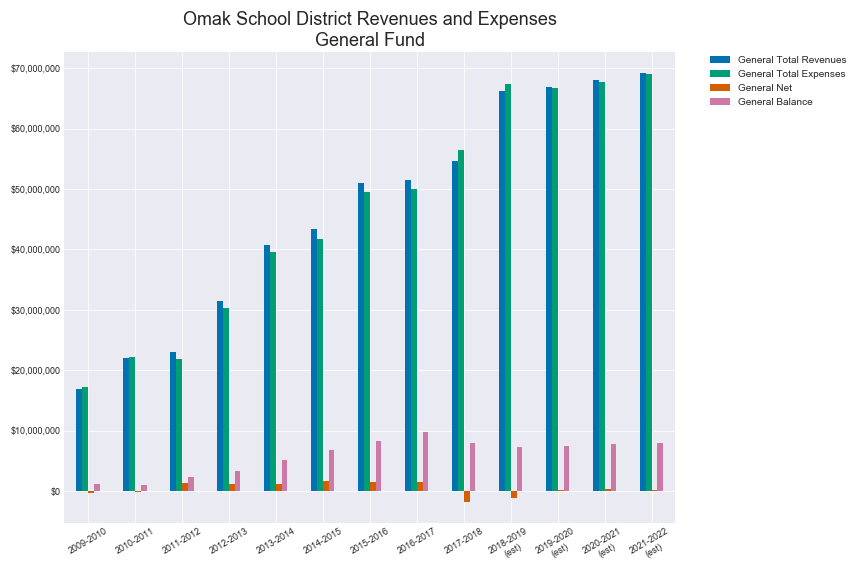 Omak School District Revenues and Expenses
General Fund
General Total Revenues
General Total Expenses
General Net
General Balance
$70,000,000
$60,000,000
$50,000,000
$40,000,000
$30,000,000
$20,000,000
$10,000,000
$0
2009-2010
2010-2011
2011-2012
2012-2013
2013-2014
2014-2015
2015-2016
2016-2017
2017-2018
2018-2019
(est)
2019-2020
(est)
2020-2021
(est)
2021-2022
(est)